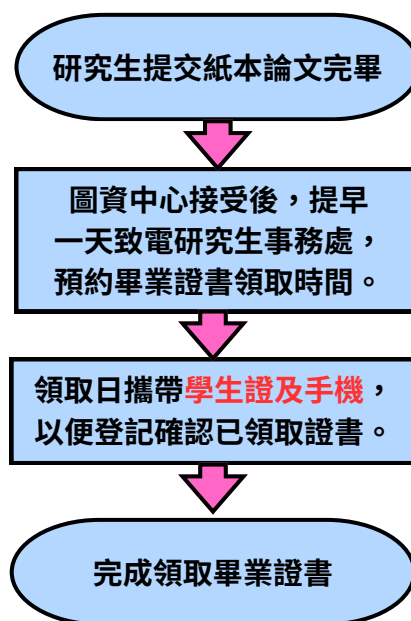 研究生提交紙本論文完畢
圖資中心接受後，提早
一天致電研究生事務處，
預約畢業證書領取時間。
領取日攜帶學生證及手機，
以便登記確認已領取證書。
完成領取畢業證書